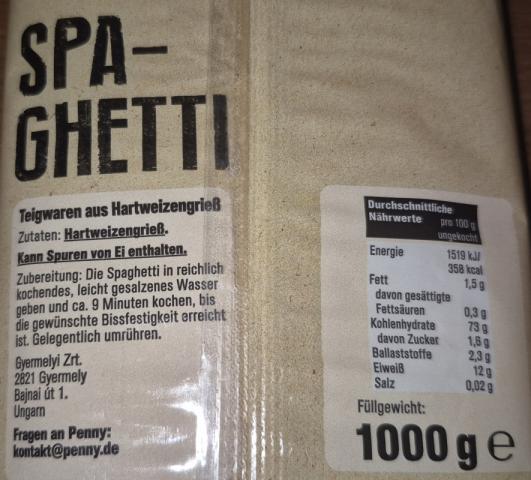 SPA-
GHETTI
Teigwaren aus Hartweizengrieß
Zutaten: Hartweizengrieß.
Kann Spuren von Ei enthalten.
Zubereitung: Die Spaghetti in reichlich
kochendes, leicht gesalzenes Wasser
geben und ca. 9 Minuten kochen, bis
die gewünschte Bissfestigkeit erreicht
ist. Gelegentlich umrühren.
Gyermelyi Zrt.
2821 Gyermely
Bajnai út 1.
Ungarn
Fragen an Penny:
kontakt@penny.de
Durchschnittliche
Nährwerte pro 100 g
ungekocht
Energie 1519 kJ/
358 kcal
Fett 1,5 g
davon gesättigte
Fettsäuren 0,3 g
Kohlenhydrate 73 g
davon Zucker 1,6 g
Ballaststoffe 2,3 g
Eiweiß 12 g
Salz 0,02 g
Füllgewicht:
1000 g e